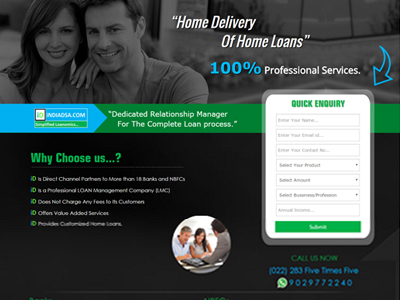 “Home Delivery
Of Home Loans”
100% Professional Services.
iD INDIADSA.COM
Simplified Loanomics...
“Dedicated Relationship Manager
For The Complete Loan process.”
QUICK ENQUIRY
Enter Your Name...
Enter Your Email id...
Enter Your Contact No...
Select Your Product
Select Amount
Select Bussiness/Profession
Annual Income...
Submit
Why Choose us...?
iD Is Direct Channel Partners to More than 18 Banks and NBFCs
iD Is a Professional LOAN Management Company (LMC)
iD Does Not Charge Any Fees to Its Customers
iD Offers Value Added Services
iD Provides Customized Home Loans.
CALL US NOW
(022) 283 Five Times Five
9029772240